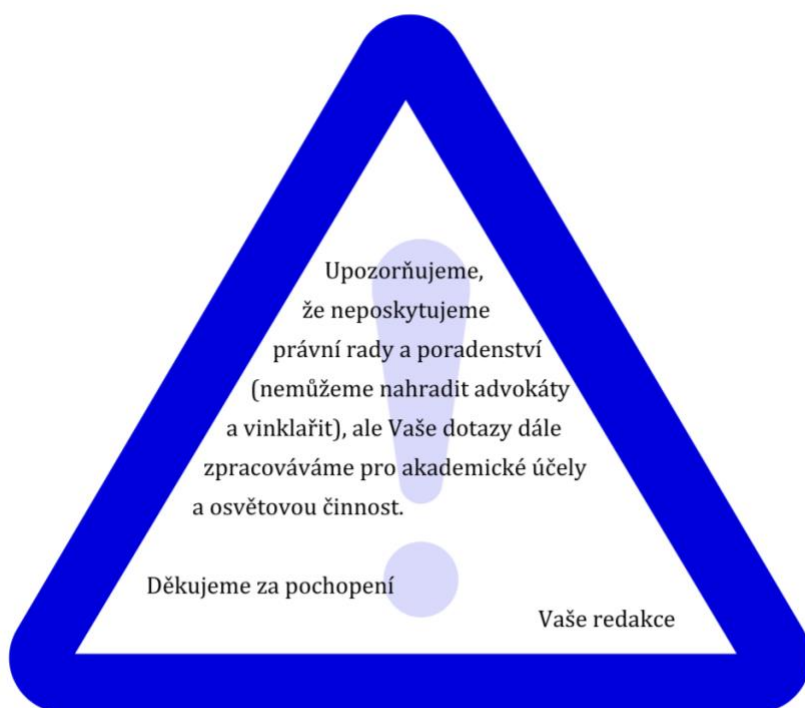 Upozorňujeme,
že neposkytujeme
právní rady a poradenství
(nemůžeme nahradit advokáty
a vinklařit), ale Vaše dotazy dále
zpracováváme pro akademické účely
a osvětovou činnost.
Děkujeme za pochopení
Vaše redakce